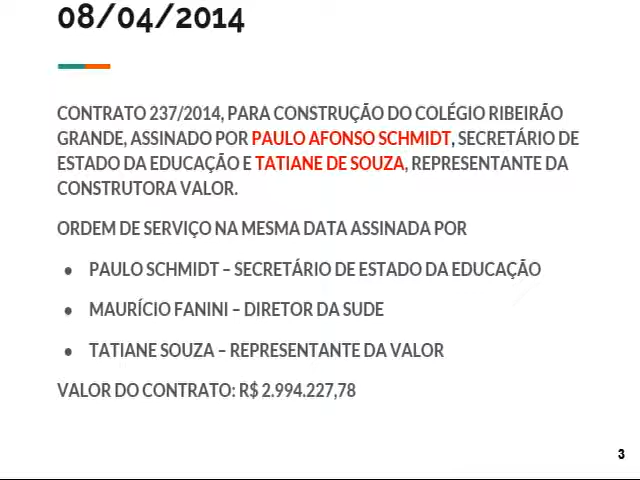 08/04/2014
CONTRATO 237/2014, PARA CONSTRUÇÃO DO COLÉGIO RIBEIRÃO
GRANDE, ASSINADO POR PAULO AFONSO SCHMIDT, SECRETÁRIO DE
ESTADO DA EDUCAÇÃO E TATIANE DE SOUZA, REPRESENTANTE DA
CONSTRUTORA VALOR.
ORDEM DE SERVIÇO NA MESMA DATA ASSINADA POR
● PAULO SCHMIDT – SECRETÁRIO DE ESTADO DA EDUCAÇÃO
● MAURÍCIO FANINI – DIRETOR DA SUDE
● TATIANE SOUZA – REPRESENTANTE DA VALOR
VALOR DO CONTRATO: R$ 2.994.227,78
3